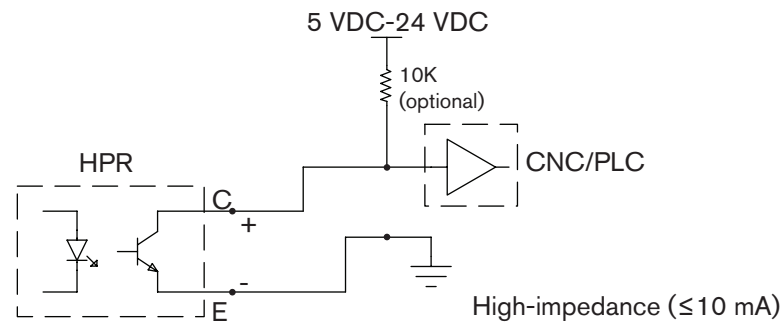 5 VDC-24 VDC
10K
(optional)
HPR
CNC/PLC
C
+
-
E
High-impedance (≤10 mA)